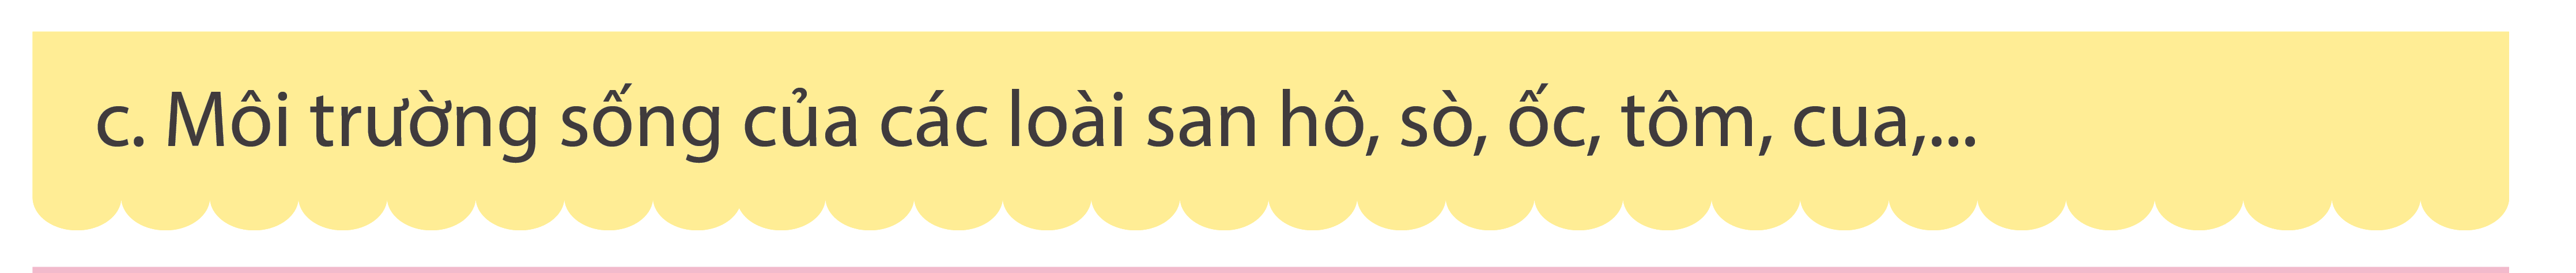 c. Môi trường sống của các loài san hô, sò, ốc, tôm, cua,...